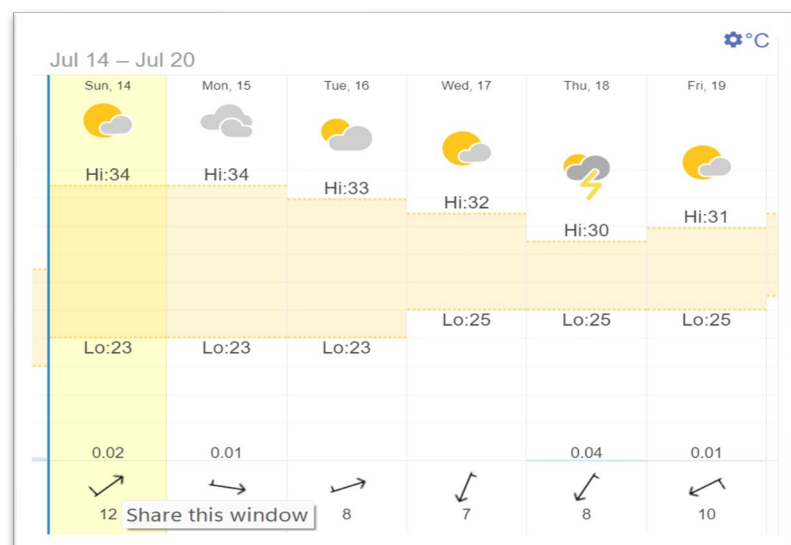 °C
Jul 14 – Jul 20
Sun, 14 Mon, 15 Tue, 16 Wed, 17 Thu, 18 Fri, 19
Hi:34 Hi:34 Hi:33 Hi:32 Hi:30 Hi:31
Lo:23 Lo:23 Lo:23 Lo:25 Lo:25 Lo:25
0.02 0.01 0.04 0.01
12 Share this window 8 7 8 10